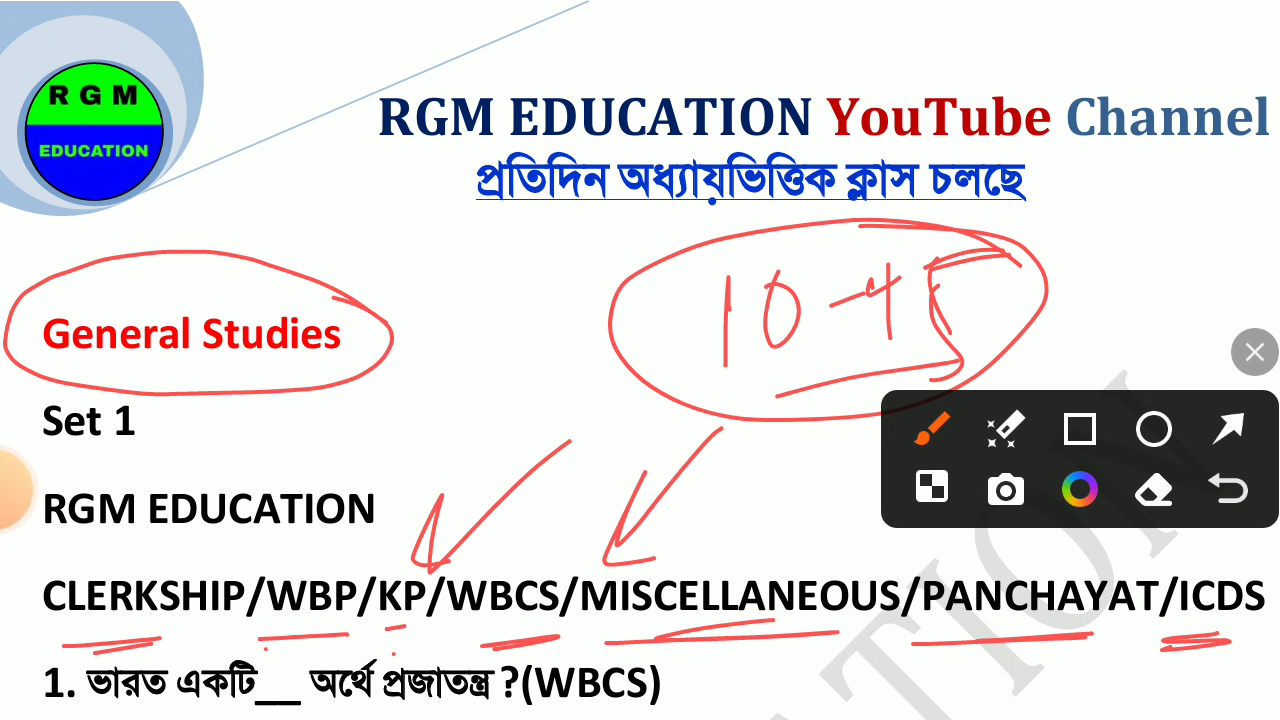 R G M
EDUCATION
RGM EDUCATION YouTube Channel
প্রতিদিন অধ্যায়ভিত্তিক ক্লাস চলছে
10-45
General Studies
Set 1
RGM EDUCATION
CLERKSHIP/WBP/KP/WBCS/MISCELLANEOUS/PANCHAYAT/ICDS
1. ভারত একটি__ অর্থে প্রজাতন্ত্র ?(WBCS)